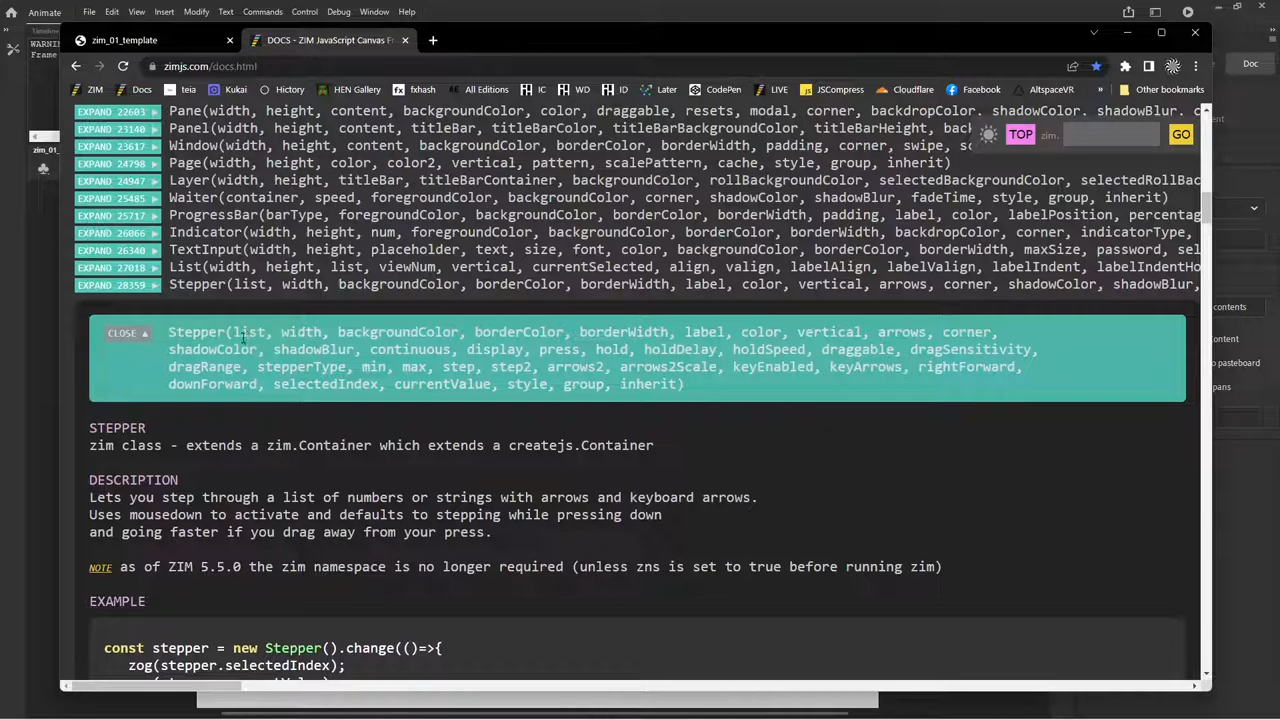 Animate File Edit View Insert Modify Text Commands Control Debug Window Help
Timeline
WARNIN
Frame
zim_01_template
DOCS - ZIM JavaScript Canvas Fr
Doc
zimjs.com/docs.html
ZIM Docs teia Kukai Hictory HEN Gallery fxhash IC WD ID Later CodePen LIVE JSCompress Cloudflare Facebook AltspaceVR » Other bookmarks
EXPAND 22603 Pane(width, height, content, backgroundColor, color, draggable, resets, modal, corner, backdropColor, shadowColor, shadowBlur, c
EXPAND 23140 Panel(width, height, content, titleBar, titleBarColor, titleBarBackgroundColor, titleBarHeight, back
TOP zim. GO
EXPAND 23617 Window(width, height, content, backgroundColor, borderColor, borderWidth, padding, corner, swipe, sc
zim_01_
EXPAND 24798 Page(width, height, color, color2, vertical, pattern, scalePattern, cache, style, group, inherit)
EXPAND 24947 Layer(width, height, titleBar, titleBarContainer, backgroundColor, rollBackgroundColor, selectedBackgroundColor, selectedRollBac
EXPAND 25485 Waiter(container, speed, foregroundColor, backgroundColor, corner, shadowColor, shadowBlur, fadeTime, style, group, inherit)
EXPAND 25717 ProgressBar(barType, foregroundColor, backgroundColor, borderColor, borderWidth, padding, label, color, labelPosition, percentag
EXPAND 26066 Indicator(width, height, num, foregroundColor, backgroundColor, borderColor, borderWidth, backdropColor, corner, indicatorType,
EXPAND 26340 TextInput(width, height, placeholder, text, size, font, color, backgroundColor, borderColor, borderWidth, maxSize, password, sel
EXPAND 27018 List(width, height, list, viewNum, vertical, currentSelected, align, valign, labelAlign, labelValign, labelIndent, labelIndentHo
EXPAND 28359 Stepper(list, width, backgroundColor, borderColor, borderWidth, label, color, vertical, arrows, corner, shadowColor, shadowBlur,
CLOSE Stepper(list, width, backgroundColor, borderColor, borderWidth, label, color, vertical, arrows, corner,
shadowColor, shadowBlur, continuous, display, press, hold, holdDelay, holdSpeed, draggable, dragSensitivity,
dragRange, stepperType, min, max, step, step2, arrows2, arrows2Scale, keyEnabled, keyArrows, rightForward,
downForward, selectedIndex, currentValue, style, group, inherit)
contents
to pasteboard
STEPPER
zim class - extends a zim.Container which extends a createjs.Container
DESCRIPTION
Lets you step through a list of numbers or strings with arrows and keyboard arrows.
Uses mousedown to activate and defaults to stepping while pressing down
and going faster if you drag away from your press.
NOTE as of ZIM 5.5.0 the zim namespace is no longer required (unless zns is set to true before running zim)
EXAMPLE
const stepper = new Stepper().change(()=>{
zog(stepper.selectedIndex);